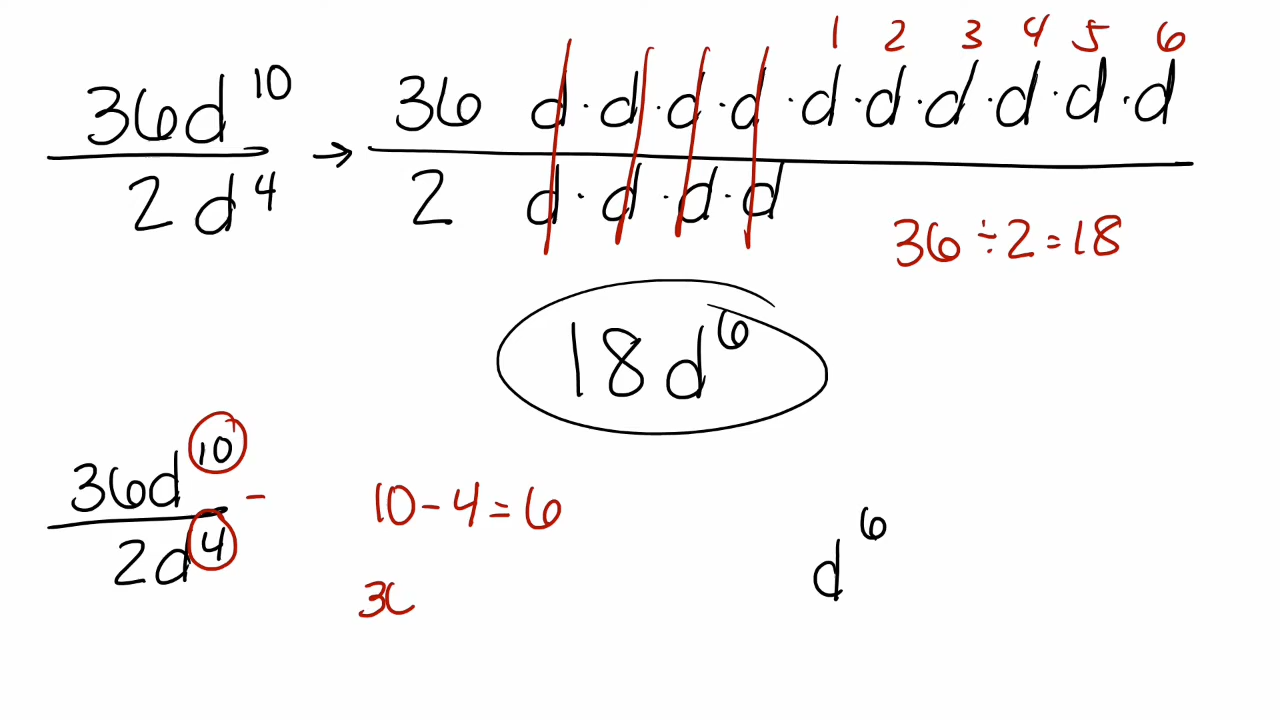 1 2 3 4 5 6
36d^10 / 2d^4 → 36 d·d·d·d·d·d·d·d·d·d / 2 d·d·d·d
36÷2=18
18d^6
36d^10 / 2d^4 -
10-4=6
d^6